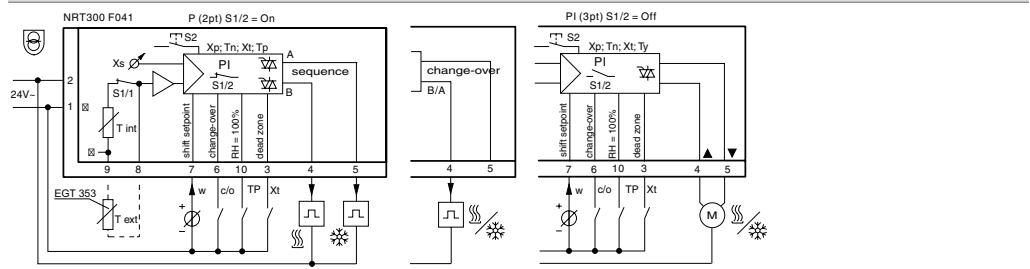 NRT300 F041
P (2pt) S1/2 = On
S2
Xp; Tn; Xt; Tp
Xs
PI
S1/2
A
sequence
B
2
24V~
1
S1/1
T int
shift setpoint
change-over
RH = 100%
dead zone
9
8
7
6
10
3
4
5
EGT 353
T ext
w
c/o
TP
Xt
+
−
change-over
B/A
4
5
PI (3pt) S1/2 = Off
S2
Xp; Tn; Xt; Ty
PI
S1/2
shift setpoint
change-over
RH = 100%
dead zone
7
6
10
3
4
5
w
c/o
TP
Xt
+
−
M